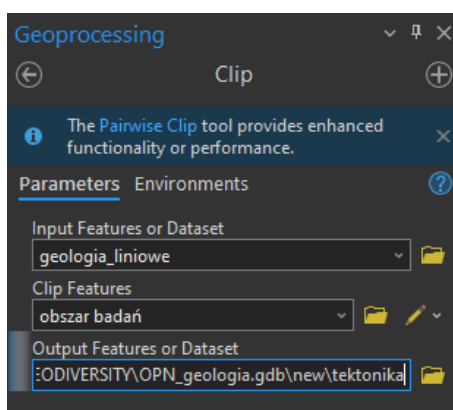 Geoprocessing
Clip
The Pairwise Clip tool provides enhanced
functionality or performance.
Parameters Environments
Input Features or Dataset
geologia_liniowe
Clip Features
obszar badań
Output Features or Dataset
:ODIVERSITY\OPN_geologia.gdb\new\tektonika